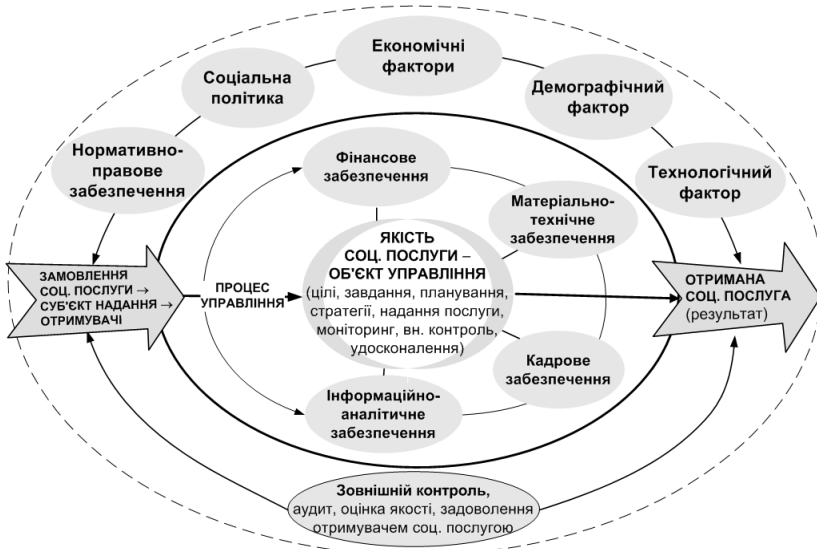 Економічні
фактори
Соціальна
політика
Демографічний
фактор
Нормативно-
правове
забезпечення
Фінансове
забезпечення
Технологічний
фактор
Матеріально-
технічне
забезпечення
ЗАМОВЛЕННЯ
СОЦ. ПОСЛУГИ →
СУБ'ЄКТ НАДАННЯ →
ОТРИМУВАЧІ
ПРОЦЕС
УПРАВЛІННЯ
ЯКІСТЬ
СОЦ. ПОСЛУГИ –
ОБ'ЄКТ УПРАВЛІННЯ
(цілі, завдання, планування,
стратегії, надання послуги,
моніторинг, вн. контроль,
удосконалення)
ОТРИМАНА
СОЦ. ПОСЛУГА
(результат)
Кадрове
забезпечення
Інформаційно-
аналітичне
забезпечення
Зовнішній контроль,
аудит, оцінка якості, задоволення
отримувачем соц. послугою